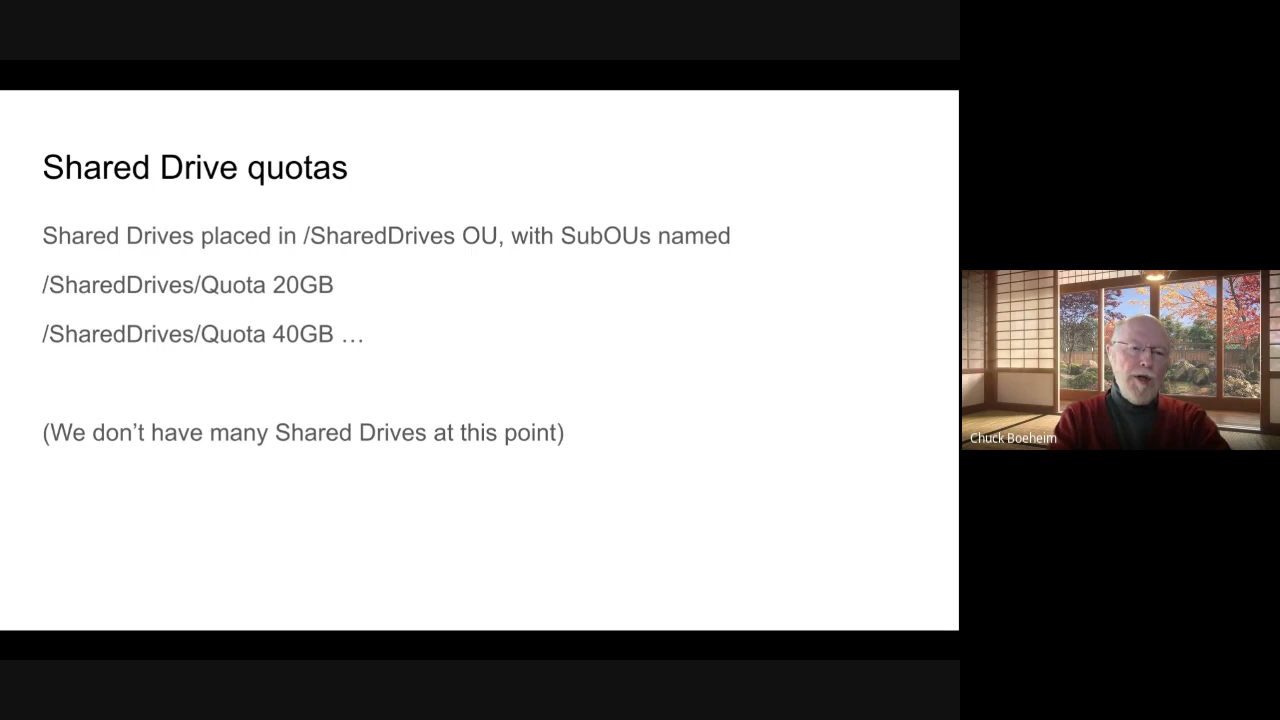 Shared Drive quotas
Shared Drives placed in /SharedDrives OU, with SubOUs named
/SharedDrives/Quota 20GB
/SharedDrives/Quota 40GB …
(We don’t have many Shared Drives at this point)
Chuck Boeheim